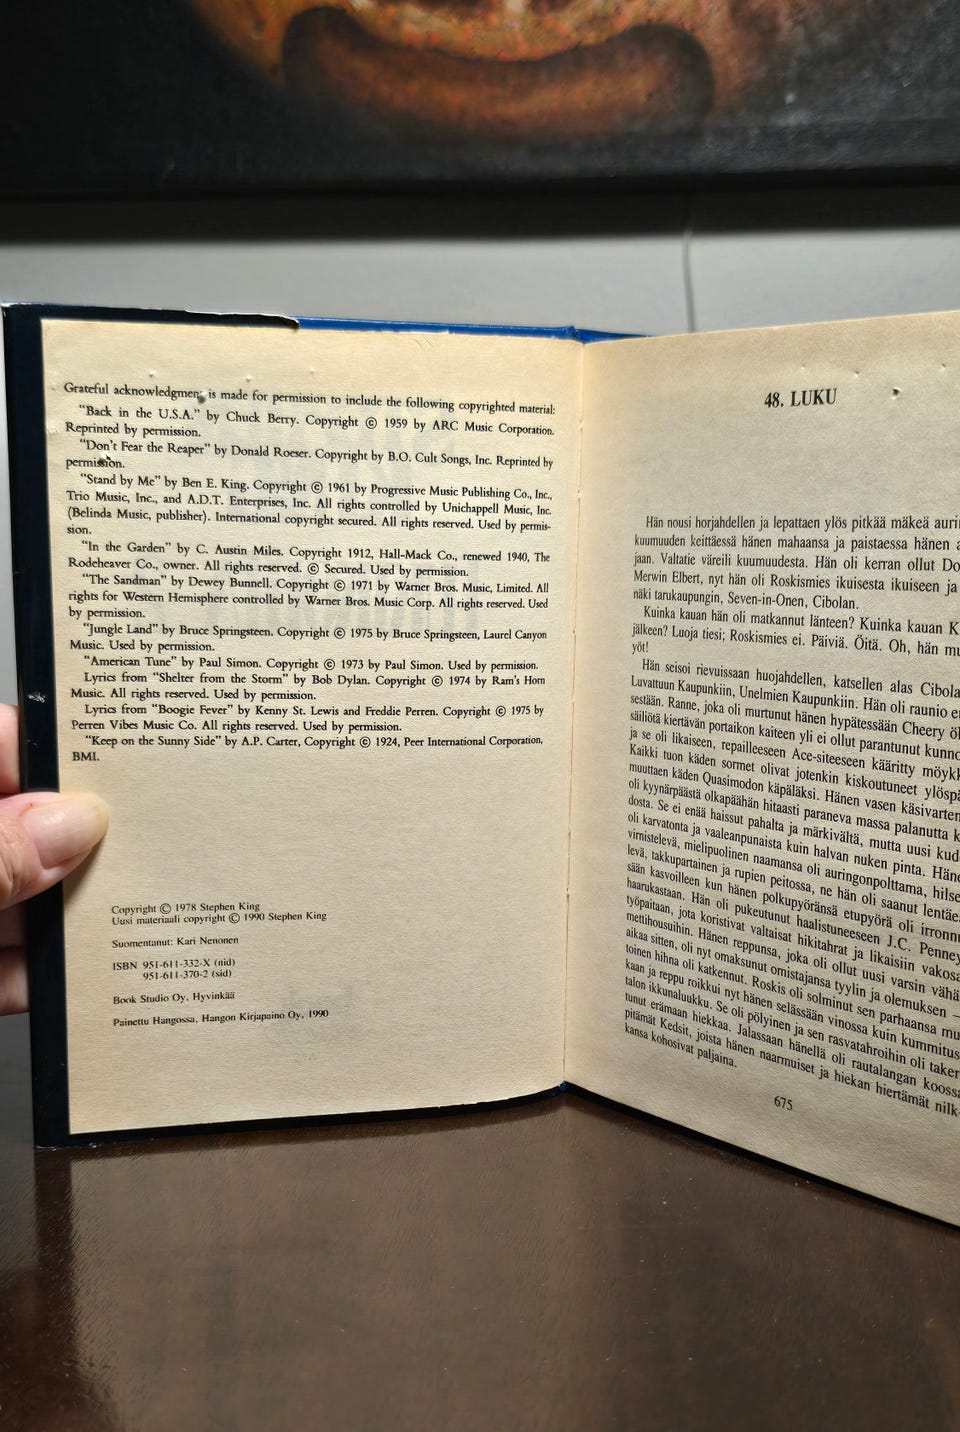 Grateful acknowledgment is made for permission to include the following copyrighted material:
"Back in the U.S.A." by Chuck Berry. Copyright © 1959 by ARC Music Corporation.
Reprinted by permission.
"Don't Fear the Reaper" by Donald Roeser. Copyright by B.O. Cult Songs, Inc. Reprinted by
permission.
"Stand by Me" by Ben E. King. Copyright © 1961 by Progressive Music Publishing Co., Inc.,
Trio Music, Inc., and A.D.T. Enterprises, Inc. All rights controlled by Unichappell Music, Inc.
(Belinda Music, publisher). International copyright secured. All rights reserved. Used by permis-
sion.
"In the Garden" by C. Austin Miles. Copyright 1912, Hall-Mack Co., renewed 1940, The
Rodeheaver Co., owner. All rights reserved. © Secured. Used by permission.
"The Sandman" by Dewey Bunnell. Copyright © 1971 by Warner Bros. Music, Limited. All
rights for Western Hemisphere controlled by Warner Bros. Music Corp. All rights reserved. Used
by permission.
"Jungle Land" by Bruce Springsteen. Copyright © 1975 by Bruce Springsteen, Laurel Canyon
Music. Used by permission.
"American Tune" by Paul Simon. Copyright © 1973 by Paul Simon. Used by permission.
Lyrics from "Shelter from the Storm" by Bob Dylan. Copyright © 1974 by Ram's Horn
Music. All rights reserved. Used by permission.
Lyrics from "Boogie Fever" by Kenny St. Lewis and Freddie Perren. Copyright © 1975 by
Perren Vibes Music Co. All rights reserved. Used by permission.
"Keep on the Sunny Side" by A.P. Carter, Copyright © 1924, Peer International Corporation,
BMI.
Copyright © 1978 Stephen King
Uusi materiaali copyright © 1990 Stephen King
Suomentanut: Kari Nenonen
ISBN 951-611-332-X (nid)
951-611-370-2 (sid)
Book Studio Oy, Hyvinkää
Painettu Hangossa, Hangon Kirjapaino Oy, 1990
48. LUKU
Hän nousi horjahdellen ja lepattaen ylös pitkää mäkeä aurin
kuumuuden keittäessä hänen mahaansa ja paistaessa hänen a
jaan. Valtatie väreili kuumuudesta. Hän oli kerran ollut Do
Merwin Elbert, nyt hän oli Roskismies ikuisesta ikuiseen ja
näki tarukaupungin, Seven-in-Onen, Cibolan.
Kuinka kauan hän oli matkannut länteen? Kuinka kauan K
jälkeen? Luoja tiesi; Roskismies ei. Päiviä. Öitä. Oh, hän mu
yöt!
Hän seisoi rievuissaan huojahdellen, katsellen alas Cibola
Luvattuun Kaupunkiin, Unelmien Kaupunkiin. Hän oli raunio e
sestään. Ranne, joka oli murtunut hänen hypätessään Cheery öl
säiliötä kiertävän portaikon kaiteen yli ei ollut parantunut kunno
ja se oli likaiseen, repailleeseen Ace-siteeseen kääritty möykk
Kaikki tuon käden sormet olivat jotenkin kiskoutuneet ylöspä
muuttaen käden Quasimodon käpäläksi. Hänen vasen käsivarten
oli kyynärpäästä olkapäähän hitaasti paraneva massa palanutta k
dosta. Se ei enää haissut pahalta ja märkivältä, mutta uusi kud
oli karvatonta ja vaaleanpunaista kuin halvan nuken pinta. Häne
virnistelevä, mielipuolinen naamansa oli auringonpolttama, hilse
levä, takkupartainen ja rupien peitossa, ne hän oli saanut lentäe
sään kasvoilleen kun hänen polkupyöränsä etupyörä oli irronnu
haarukastaan. Hän oli pukeutunut haalistuneeseen J.C. Penney
työpaitaan, jota koristivat valtaisat hikitahrat ja likaisiin vakosa
mettihousuihin. Hänen reppunsa, joka oli ollut uusi varsin vähä
aikaa sitten, oli nyt omaksunut omistajansa tyylin ja olemuksen —
toinen hihna oli katkennut. Roskis oli solminut sen parhaansa mu
kaan ja reppu roikkui nyt hänen selässään vinossa kuin kummitus
talon ikkunaluukku. Se oli pölyinen ja sen rasvatahroihin oli taker
tunut erämaan hiekkaa. Jalassaan hänellä oli rautalangan koossa
pitämät Kedsit, joista hänen naarmuiset ja hiekan hiertämät nilk
kansa kohosivat paljaina.
675